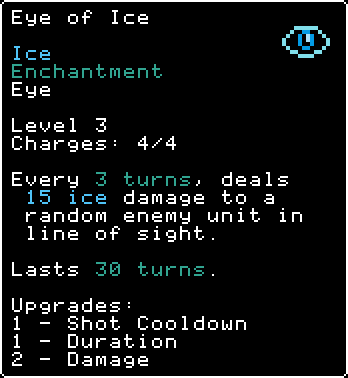 Eye of Ice
Ice
Enchantment
Eye
Level 3
Charges: 4/4
Every 3 turns, deals
15 ice damage to a
random enemy unit in
line of sight.
Lasts 30 turns.
Upgrades:
1 - Shot Cooldown
1 - Duration
2 - Damage